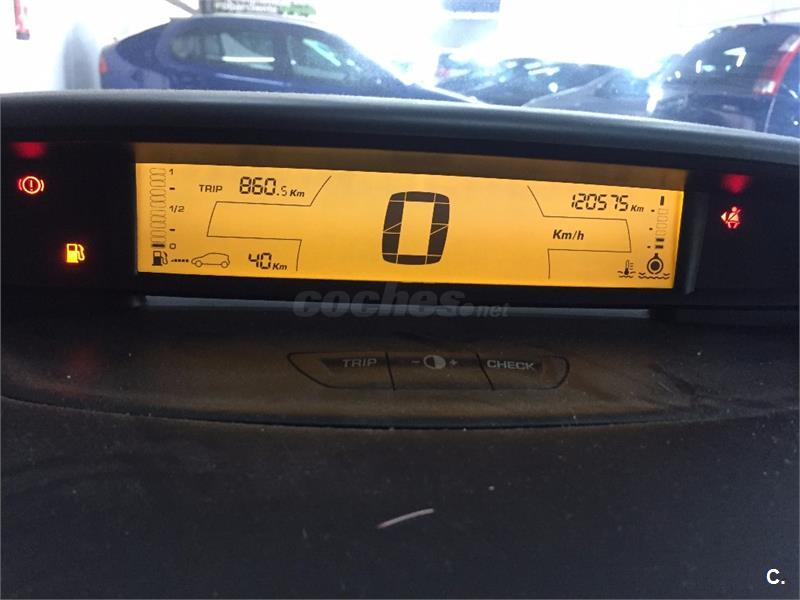 1
TRIP 860.5 Km
120575 Km
1/2
0
Km/h
0
40 Km
coches.net
TRIP - + CHECK
C.